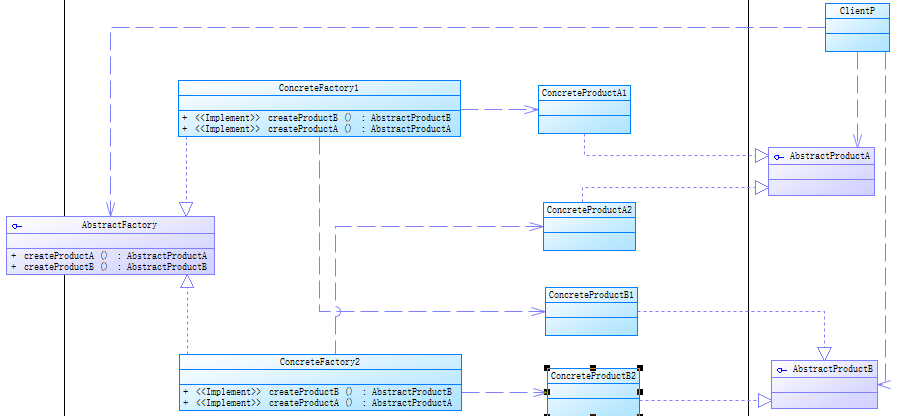 ClientP
ConcreteFactory1
+ <<Implement>> createProductB () : AbstractProductB
+ <<Implement>> createProductA () : AbstractProductA
ConcreteProductA1
AbstractProductA
ConcreteProductA2
AbstractFactory
+ createProductA () : AbstractProductA
+ createProductB () : AbstractProductB
ConcreteProductB1
ConcreteFactory2
+ <<Implement>> createProductB () : AbstractProductB
+ <<Implement>> createProductA () : AbstractProductA
ConcreteProductB2
AbstractProductB